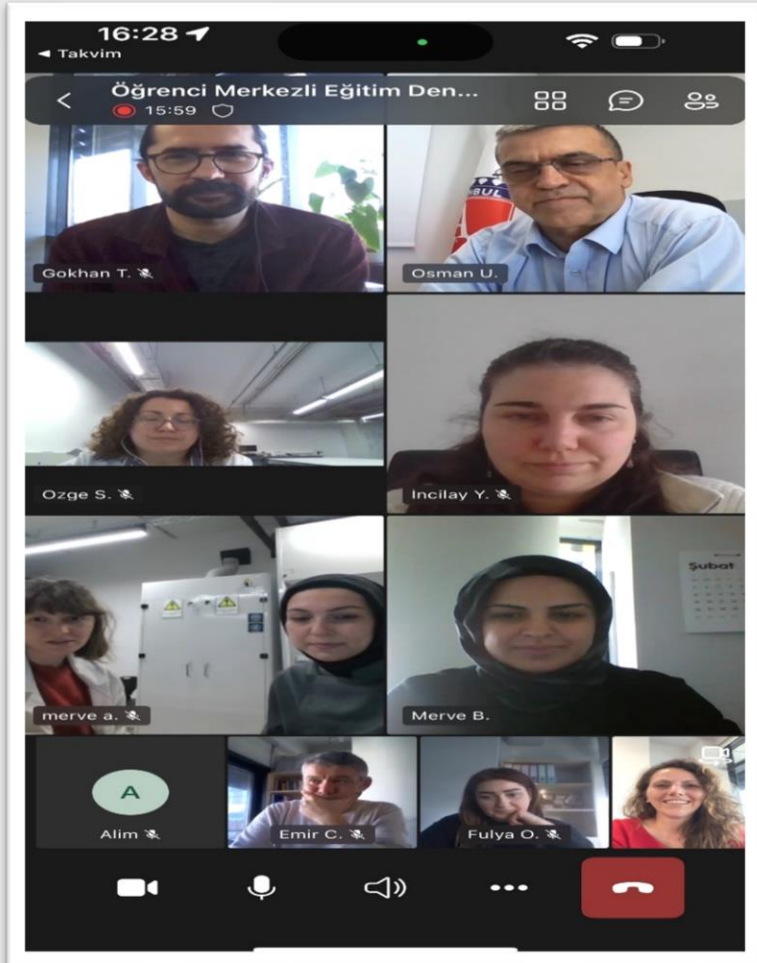 16:28
◄ Takvim
Öğrenci Merkezli Eğitim Den...
15:59
BUL
Gokhan T.
Osman U.
Ozge S.
Incilay Y.
Şubat
merve a.
Merve B.
A
Alim
Emir C.
Fulya O.